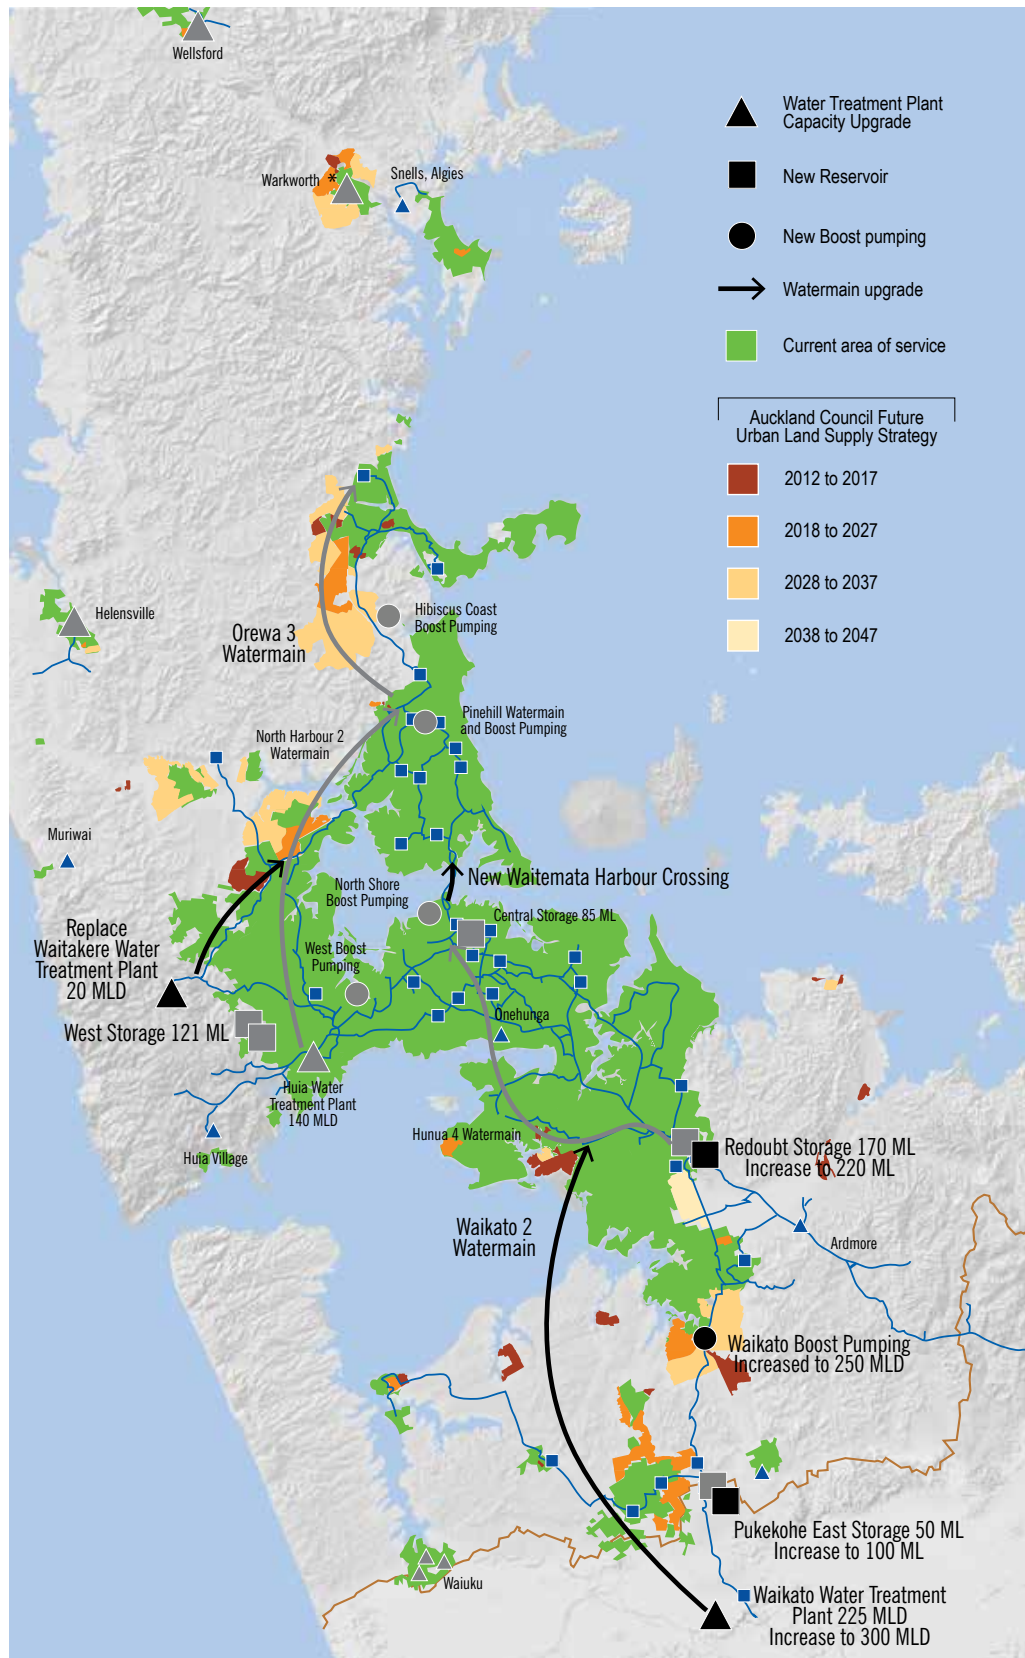 Wellsford
Water Treatment Plant
Capacity Upgrade
New Reservoir
New Boost pumping
Watermain upgrade
Current area of service
Auckland Council Future
Urban Land Supply Strategy
2012 to 2017
2018 to 2027
2028 to 2037
2038 to 2047
Warkworth *
Snells, Algies
Helensville
Hibiscus Coast
Boost Pumping
Orewa 3
Watermain
Pinehill Watermain
and Boost Pumping
North Harbour 2
Watermain
Muriwai
New Waitemata Harbour Crossing
North Shore
Boost Pumping
Central Storage 85 ML
Replace
Waitakere Water
Treatment Plant
20 MLD
West Boost
Pumping
Onehunga
West Storage 121 ML
Huia Water
Treatment Plant
140 MLD
Huia Village
Hunua 4 Watermain
Redoubt Storage 170 ML
Increase to 220 ML
Waikato 2
Watermain
Ardmore
Waikato Boost Pumping
Increased to 250 MLD
Pukekohe East Storage 50 ML
Increase to 100 ML
Waiuku
Waikato Water Treatment
Plant 225 MLD
Increase to 300 MLD